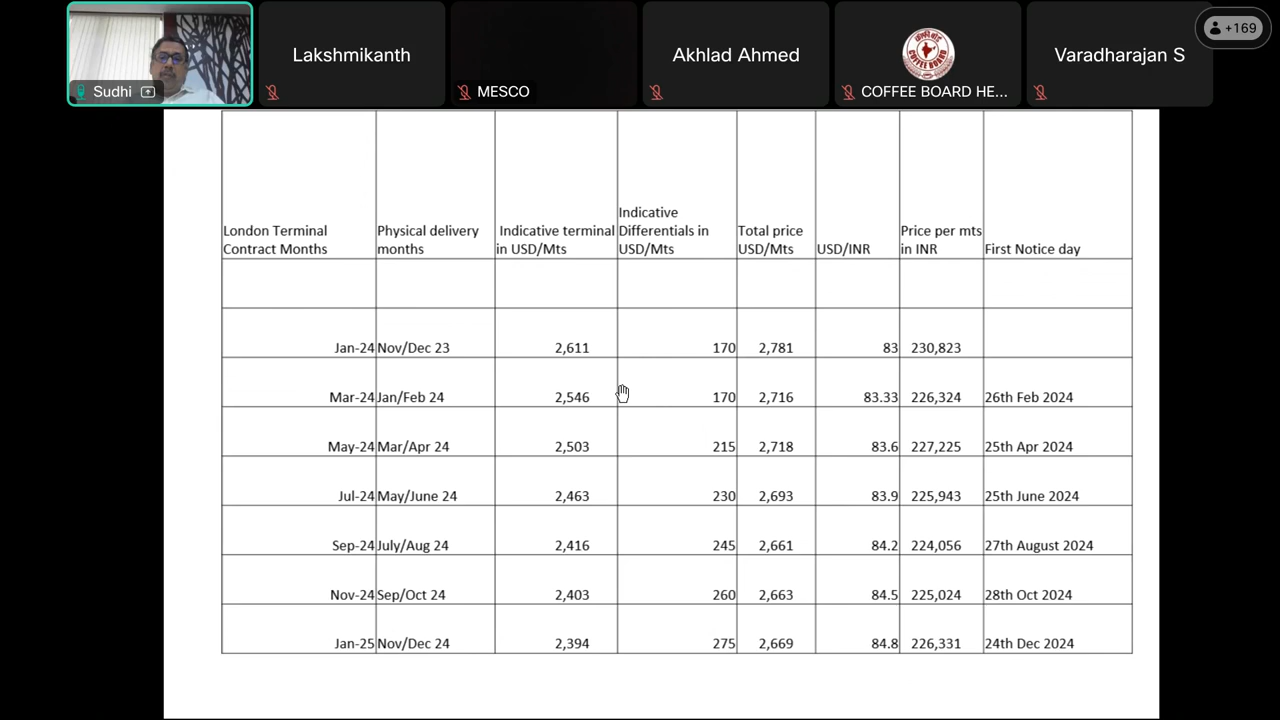 +169
Sudhi
Lakshmikanth
MESCO
Akhlad Ahmed
COFFEE BOARD
COFFEE BOARD HE...
Varadharajan S
London Terminal Contract Months | Physical delivery months | Indicative terminal in USD/Mts | Indicative Differentials in USD/Mts | Total price USD/Mts | USD/INR | Price per mts in INR | First Notice day
Jan-24 Nov/Dec 23 2,611 170 2,781 83 230,823
Mar-24 Jan/Feb 24 2,546 170 2,716 83.33 226,324 26th Feb 2024
May-24 Mar/Apr 24 2,503 215 2,718 83.6 227,225 25th Apr 2024
Jul-24 May/June 24 2,463 230 2,693 83.9 225,943 25th June 2024
Sep-24 July/Aug 24 2,416 245 2,661 84.2 224,056 27th August 2024
Nov-24 Sep/Oct 24 2,403 260 2,663 84.5 225,024 28th Oct 2024
Jan-25 Nov/Dec 24 2,394 275 2,669 84.8 226,331 24th Dec 2024